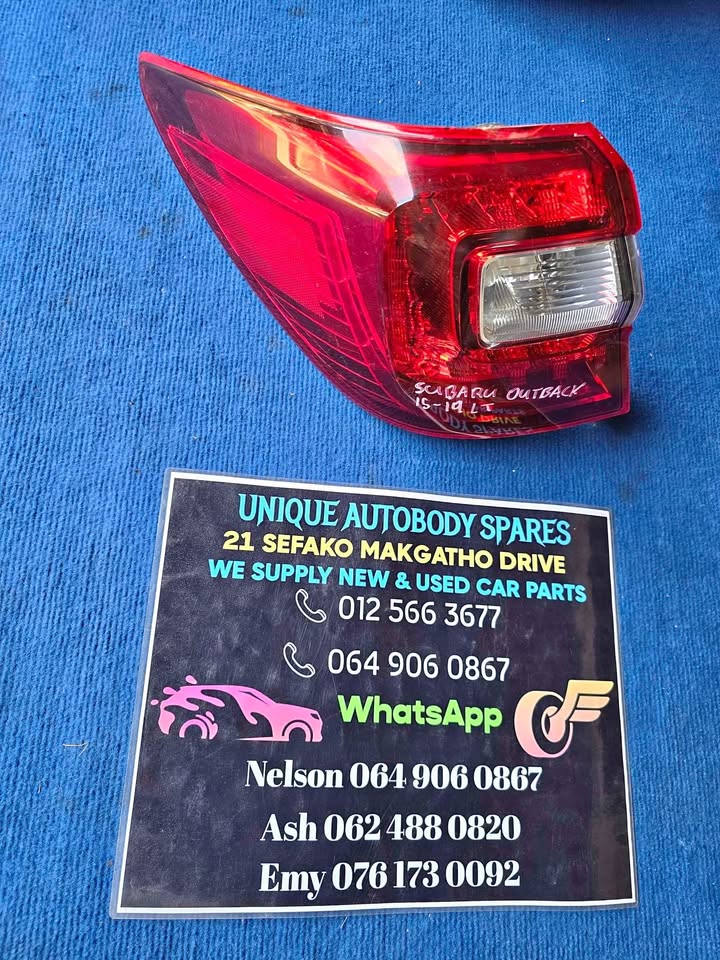 SUBARU OUTBACK
15-19 LT
UNIQUE AUTOBODY SPARES
21 SEFAKO MAKGATHO DRIVE
WE SUPPLY NEW & USED CAR PARTS
012 566 3677
064 906 0867
WhatsApp
Nelson 064 906 0867
Ash 062 488 0820
Emy 076 173 0092